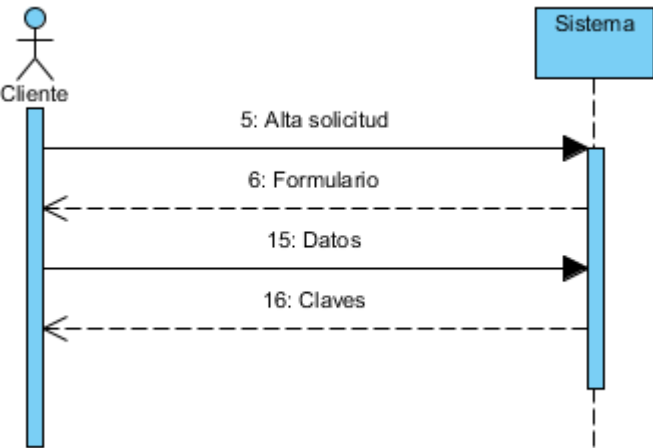 Sistema
Cliente
5: Alta solicitud
6: Formulario
15: Datos
16: Claves